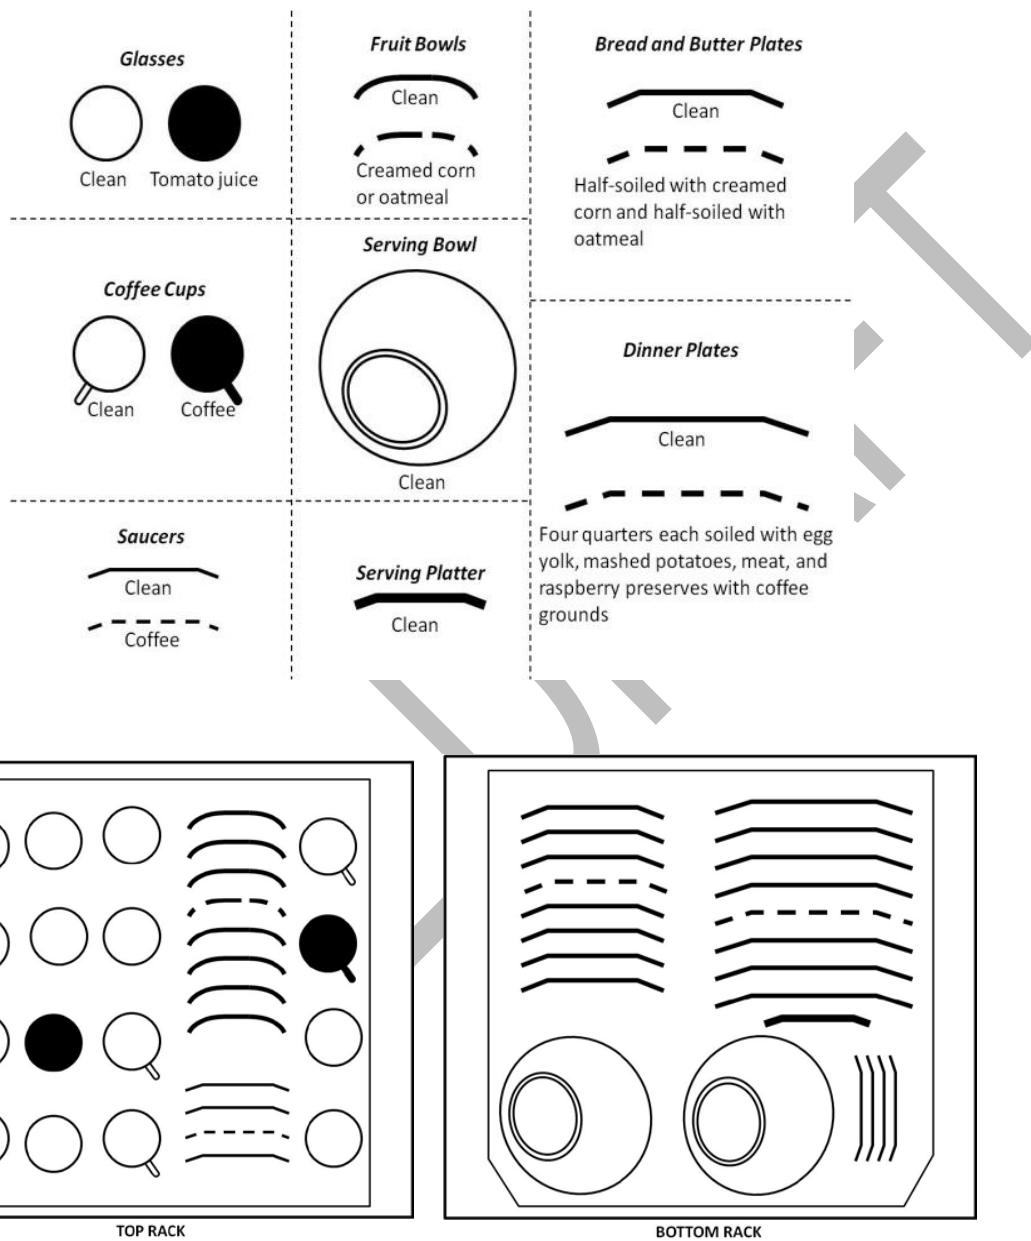 Glasses
Clean
Tomato juice
Fruit Bowls
Clean
Creamed corn
or oatmeal
Bread and Butter Plates
Clean
Half-soiled with creamed
corn and half-soiled with
oatmeal
Coffee Cups
Clean
Coffee
Serving Bowl
Clean
Dinner Plates
Clean
Four quarters each soiled with egg
yolk, mashed potatoes, meat, and
raspberry preserves with coffee
grounds
Saucers
Clean
Coffee
Serving Platter
Clean
TOP RACK
BOTTOM RACK